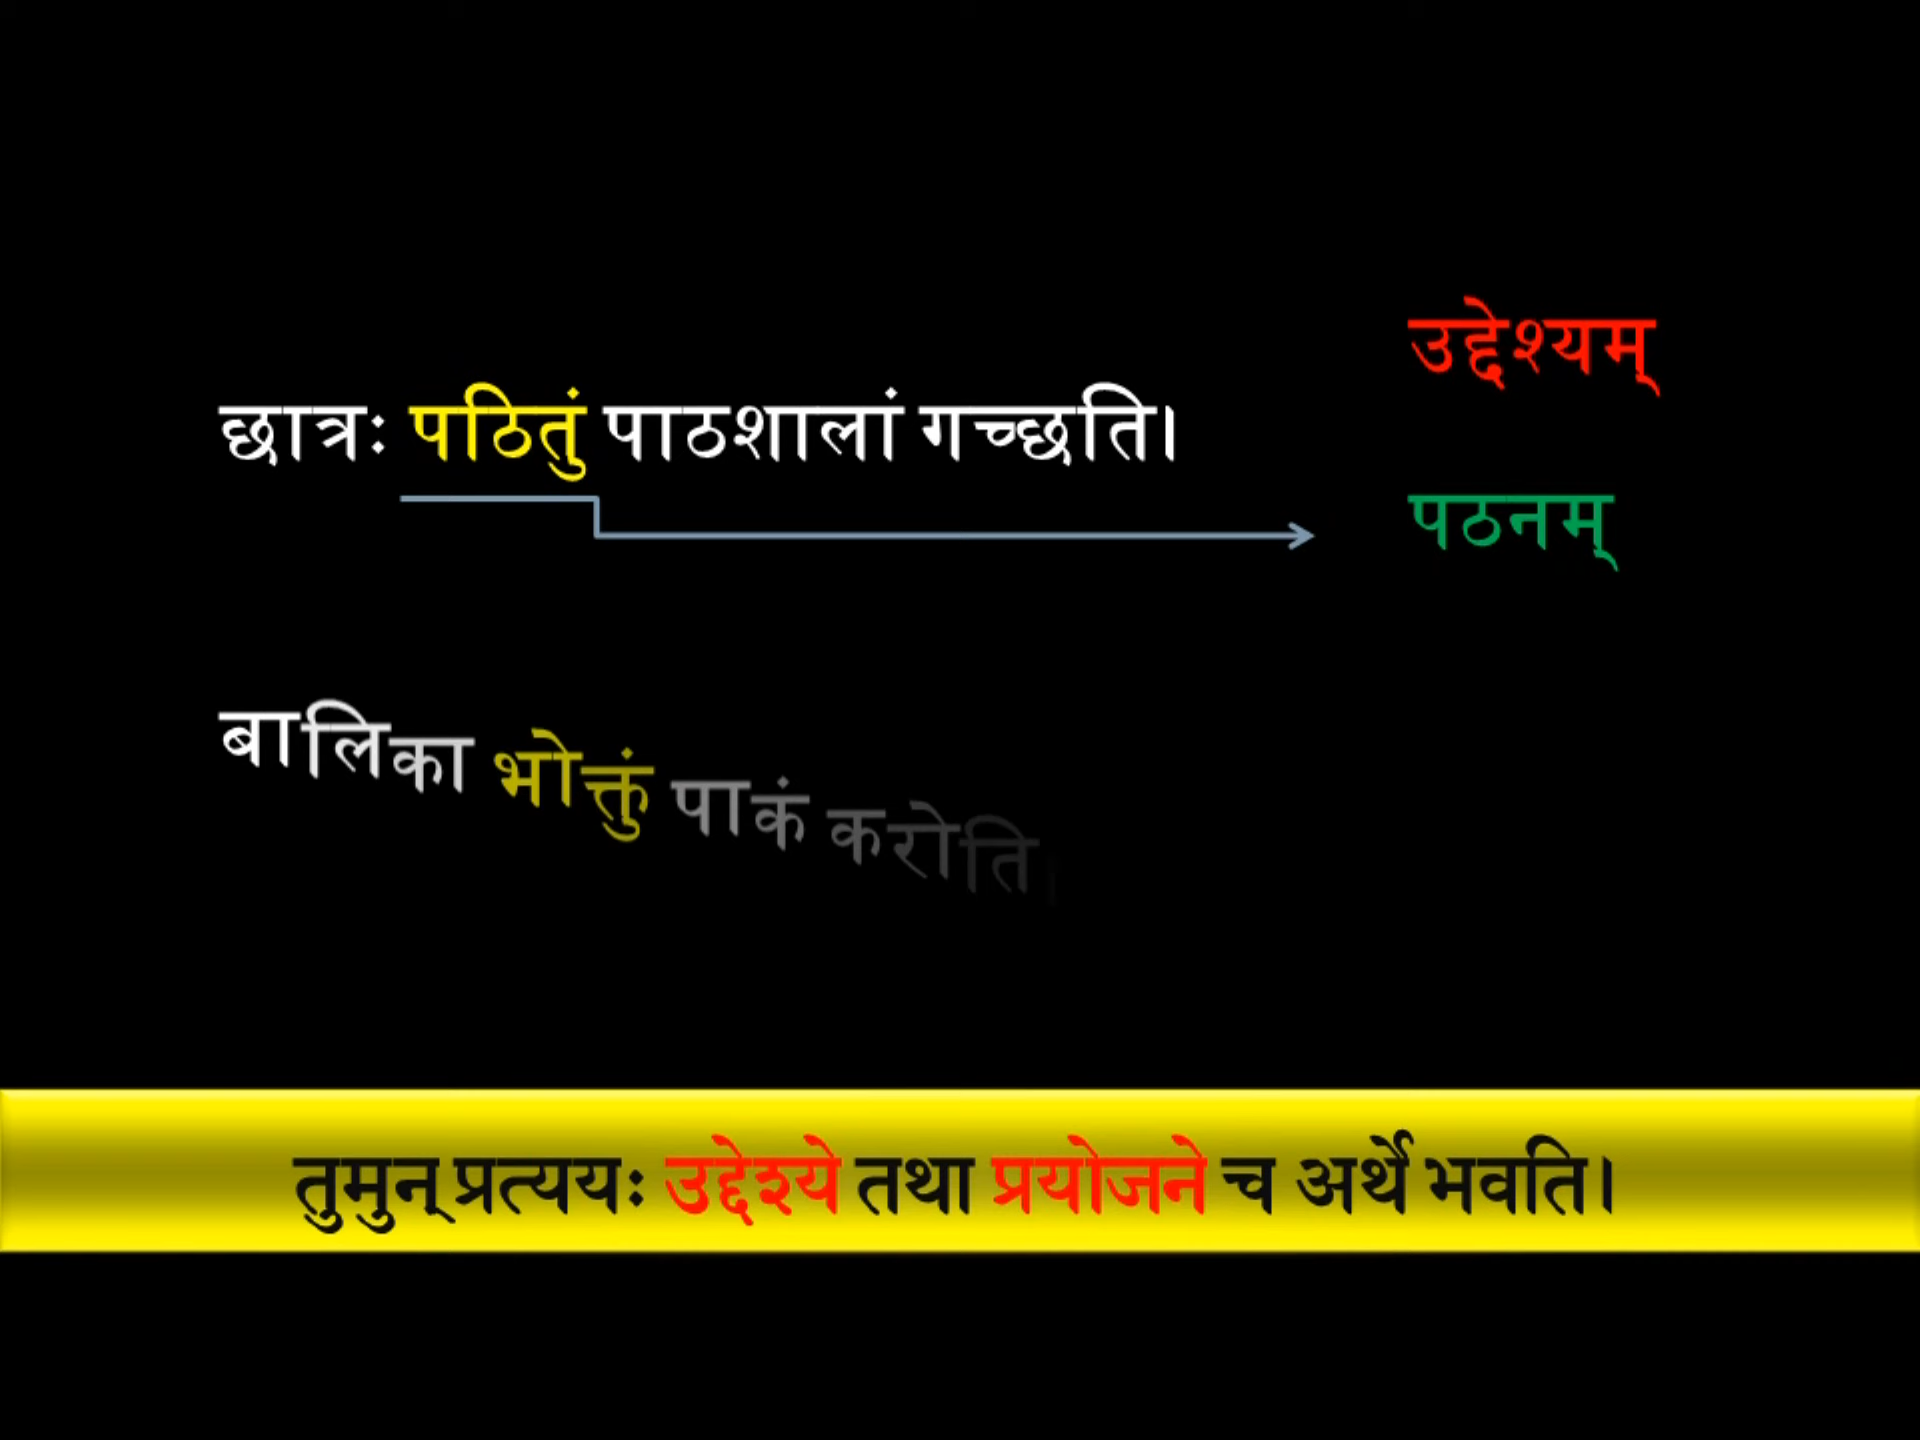 उद्देश्यम्
छात्रः पठितुं पाठशालां गच्छति।
पठनम्
बालिका भोक्तुं पाकं करोति।
तुमुन् प्रत्ययः उद्देश्ये तथा प्रयोजने च अर्थे भवति।